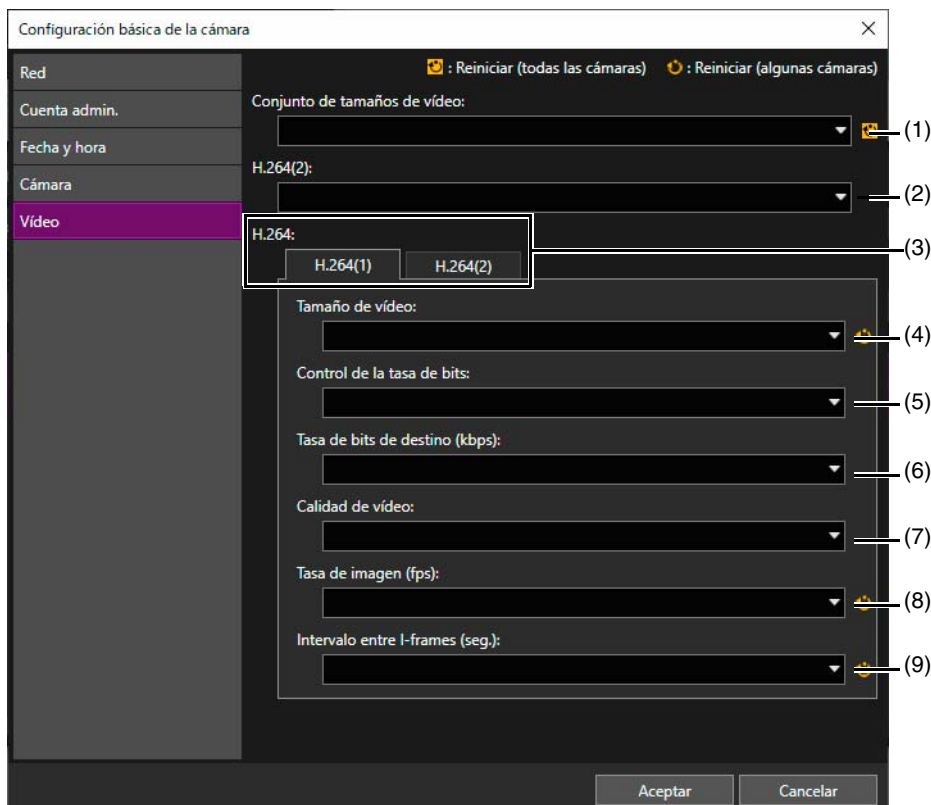 Configuración básica de la cámara
Red
Cuenta admin.
Fecha y hora
Cámara
Vídeo
: Reiniciar (todas las cámaras) : Reiniciar (algunas cámaras)
Conjunto de tamaños de vídeo:
(1)
H.264(2):
(2)
H.264:
(3)
H.264(1) H.264(2)
Tamaño de vídeo:
(4)
Control de la tasa de bits:
(5)
Tasa de bits de destino (kbps):
(6)
Calidad de vídeo:
(7)
Tasa de imagen (fps):
(8)
Intervalo entre I-frames (seg.):
(9)
Aceptar Cancelar